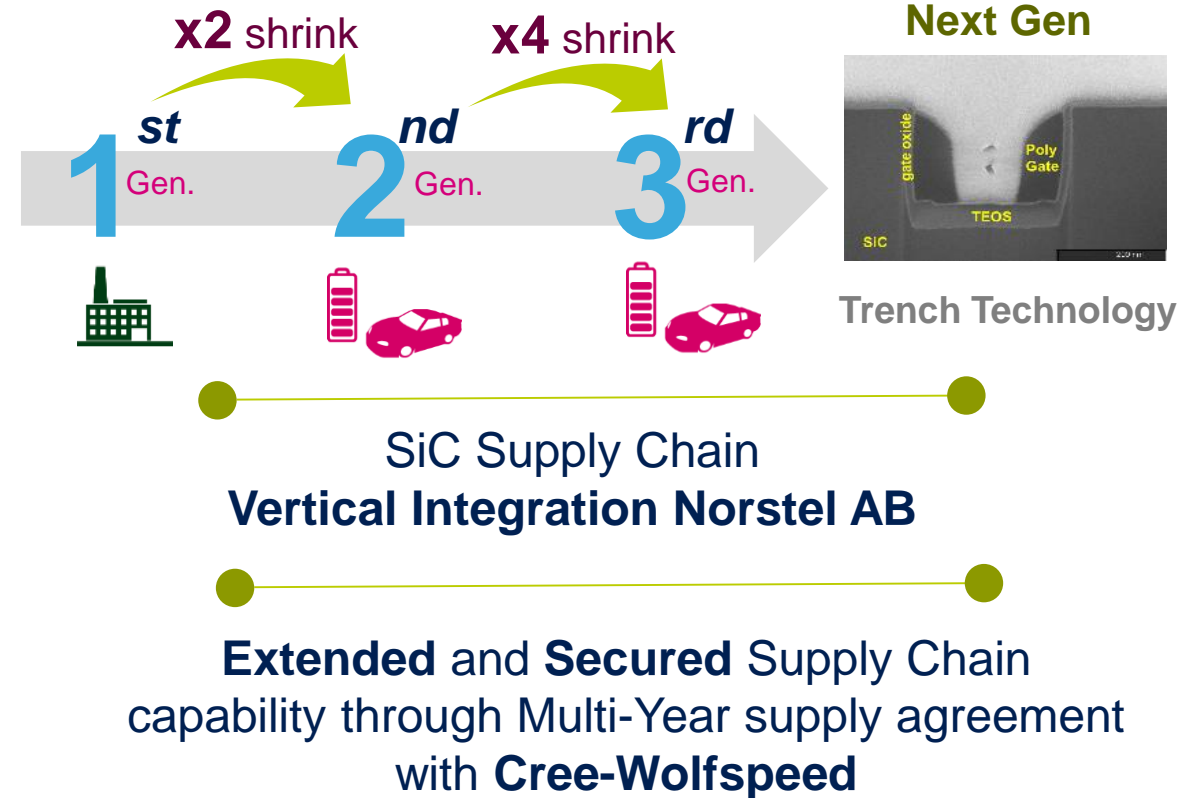 x2 shrink
x4 shrink
Next Gen
1st Gen.
2nd Gen.
3rd Gen.
gate oxide
Poly
Gate
TEOS
SiC
Trench Technology
SiC Supply Chain
Vertical Integration Norstel AB
Extended and Secured Supply Chain
capability through Multi-Year supply agreement
with Cree-Wolfspeed